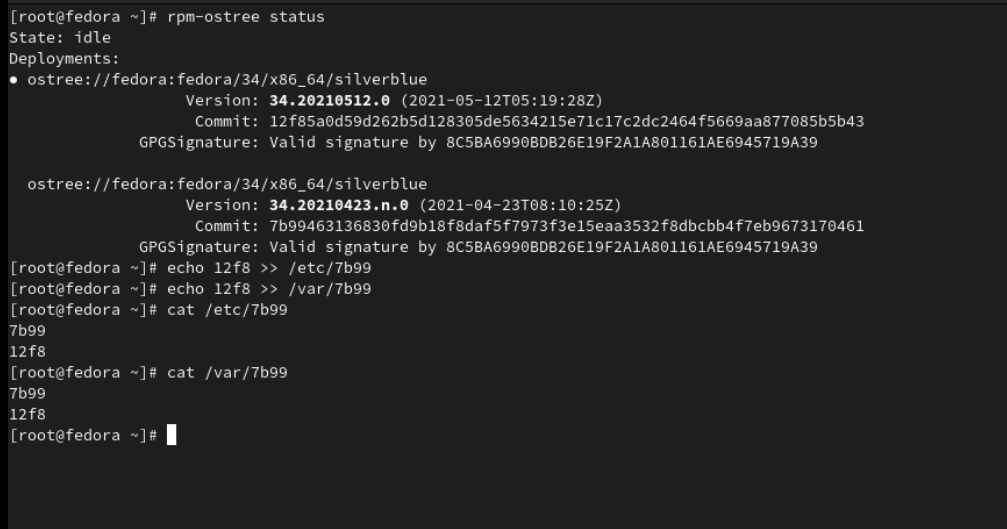 [root@fedora ~]# rpm-ostree status
State: idle
Deployments:
● ostree://fedora:fedora/34/x86_64/silverblue
Version: 34.20210512.0 (2021-05-12T05:19:28Z)
Commit: 12f85a0d59d262b5d128305de5634215e71c17c2dc2464f5669aa877085b5b43
GPGSignature: Valid signature by 8C5BA6990BDB26E19F2A1A801161AE6945719A39
ostree://fedora:fedora/34/x86_64/silverblue
Version: 34.20210423.n.0 (2021-04-23T08:10:25Z)
Commit: 7b99463136830fd9b18f8daf5f7973f3e15eaa3532f8dbcbb4f7eb9673170461
GPGSignature: Valid signature by 8C5BA6990BDB26E19F2A1A801161AE6945719A39
[root@fedora ~]# echo 12f8 >> /etc/7b99
[root@fedora ~]# echo 12f8 >> /var/7b99
[root@fedora ~]# cat /etc/7b99
7b99
12f8
[root@fedora ~]# cat /var/7b99
7b99
12f8
[root@fedora ~]#